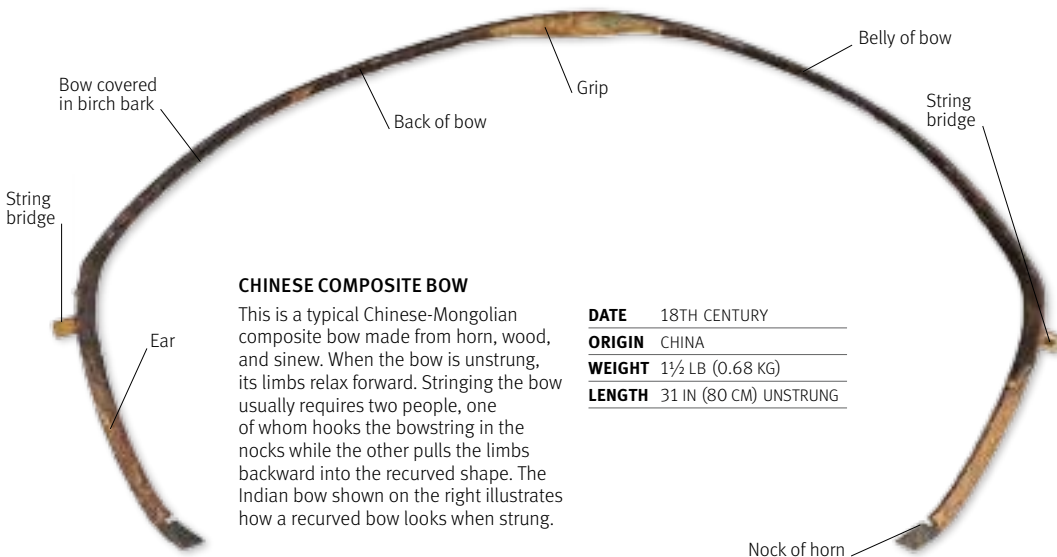 Belly of bow
Grip
Bow covered
in birch bark
String
bridge
Back of bow
String
bridge
CHINESE COMPOSITE BOW
This is a typical Chinese-Mongolian
composite bow made from horn, wood,
and sinew. When the bow is unstrung,
its limbs relax forward. Stringing the bow
usually requires two people, one
of whom hooks the bowstring in the
nocks while the other pulls the limbs
backward into the recurved shape. The
Indian bow shown on the right illustrates
how a recurved bow looks when strung.
DATE 18TH CENTURY
ORIGIN CHINA
WEIGHT 1½ LB (0.68 KG)
LENGTH 31 IN (80 CM) UNSTRUNG
Ear
Nock of horn